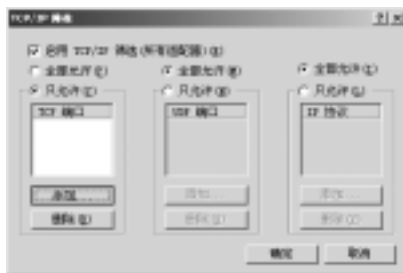 TCP/IP 筛选
启用 TCP/IP 筛选(所有适配器)(E)
全部允许(P) 全部允许(M) 全部允许(L)
只允许(O) 只允许(N) 只允许(L)
TCP 端口 UDP 端口 IP 协议
添加... 添加... 添加...
删除(R) 删除(D) 删除(O)
确定 取消